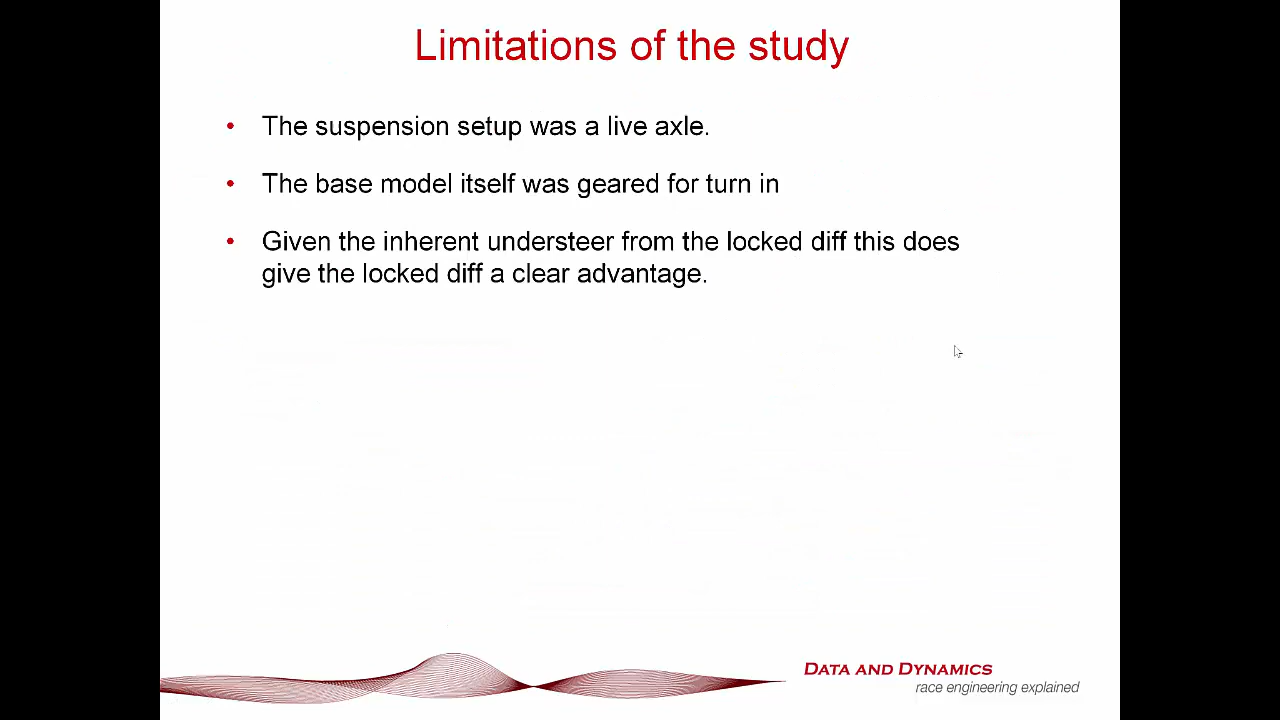 Limitations of the study
• The suspension setup was a live axle.
• The base model itself was geared for turn in
• Given the inherent understeer from the locked diff this does
give the locked diff a clear advantage.
DATA AND DYNAMICS
race engineering explained